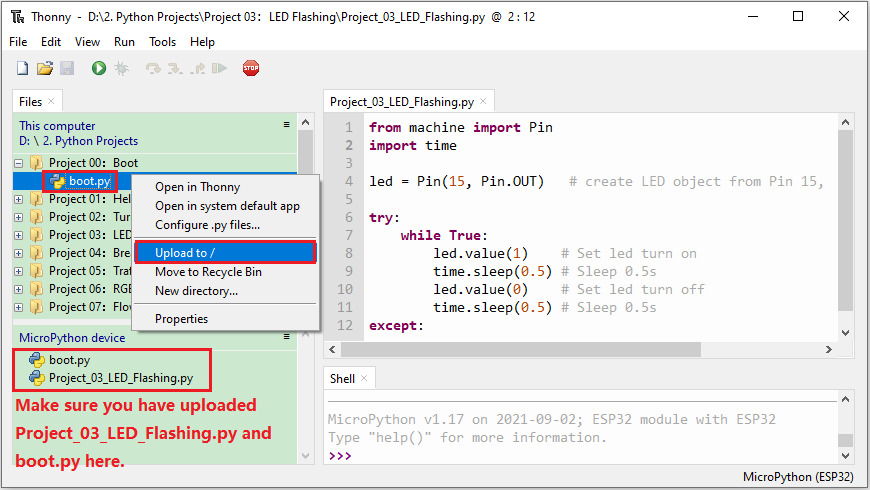 Thonny - D:\2. Python Projects\Project 03: LED Flashing\Project_03_LED_Flashing.py @ 2 : 12
File Edit View Run Tools Help
STOP
Files
This computer
D: \ 2. Python Projects
Project 00: Boot
boot.py
Project 01: Hel
Project 02: Tur
Project 03: LED
Project 04: Bre
Project 05: Traf
Project 06: RGB
Project 07: Flov
Open in Thonny
Open in system default app
Configure .py files...
Upload to /
Move to Recycle Bin
New directory...
Properties
MicroPython device
boot.py
Project_03_LED_Flashing.py
Make sure you have uploaded
Project_03_LED_Flashing.py and
boot.py here.
Project_03_LED_Flashing.py
1 from machine import Pin
2 import time
3
4 led = Pin(15, Pin.OUT) # create LED object from Pin 15,
5
6 try:
7 while True:
8 led.value(1) # Set led turn on
9 time.sleep(0.5) # Sleep 0.5s
10 led.value(0) # Set led turn off
11 time.sleep(0.5) # Sleep 0.5s
12 except:
Shell
MicroPython v1.17 on 2021-09-02; ESP32 module with ESP32
Type "help()" for more information.
>>>
MicroPython (ESP32)